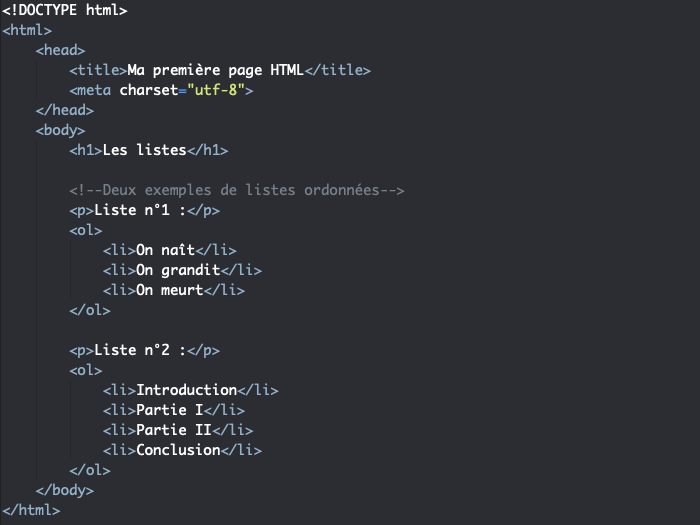 <!DOCTYPE html>
<html>
    <head>
        <title>Ma première page HTML</title>
        <meta charset="utf-8">
    </head>
    <body>
        <h1>Les listes</h1>

        <!--Deux exemples de listes ordonnées-->
        <p>Liste n°1 :</p>
        <ol>
            <li>On naît</li>
            <li>On grandit</li>
            <li>On meurt</li>
        </ol>

        <p>Liste n°2 :</p>
        <ol>
            <li>Introduction</li>
            <li>Partie I</li>
            <li>Partie II</li>
            <li>Conclusion</li>
        </ol>
    </body>
</html>